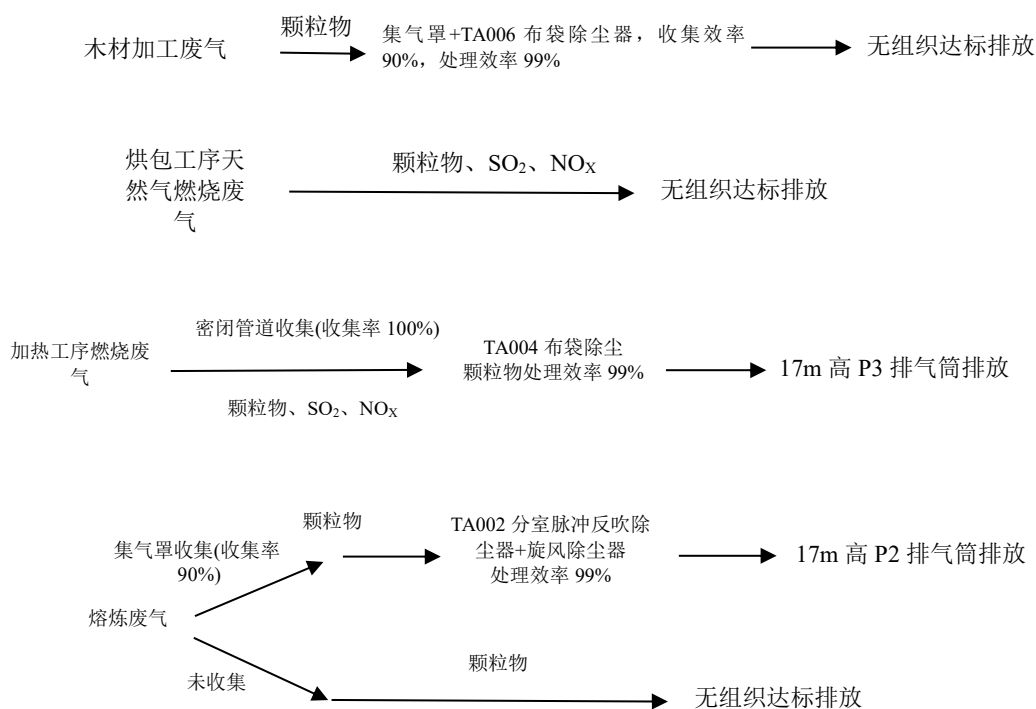 木材加工废气
颗粒物
集气罩+TA006 布袋除尘器，收集效率
90%，处理效率 99%
无组织达标排放
烘包工序天
然气燃烧废
气
颗粒物、SO₂、NOX
无组织达标排放
加热工序燃烧废
气
密闭管道收集(收集率 100%)
颗粒物、SO₂、NOX
TA004 布袋除尘
颗粒物处理效率 99%
17m 高 P3 排气筒排放
熔炼废气
集气罩收集(收集率
90%)
颗粒物
TA002 分室脉冲反吹除
尘器+旋风除尘器
处理效率 99%
17m 高 P2 排气筒排放
未收集
颗粒物
无组织达标排放